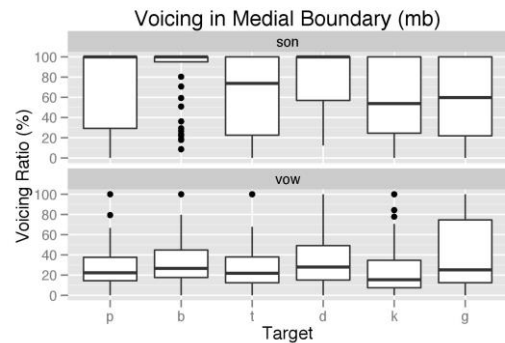 Voicing in Medial Boundary (mb)
son
100
80
60
40
20
0
vow
100
80
60
40
20
0
Voicing Ratio (%)
p b t d k g
Target